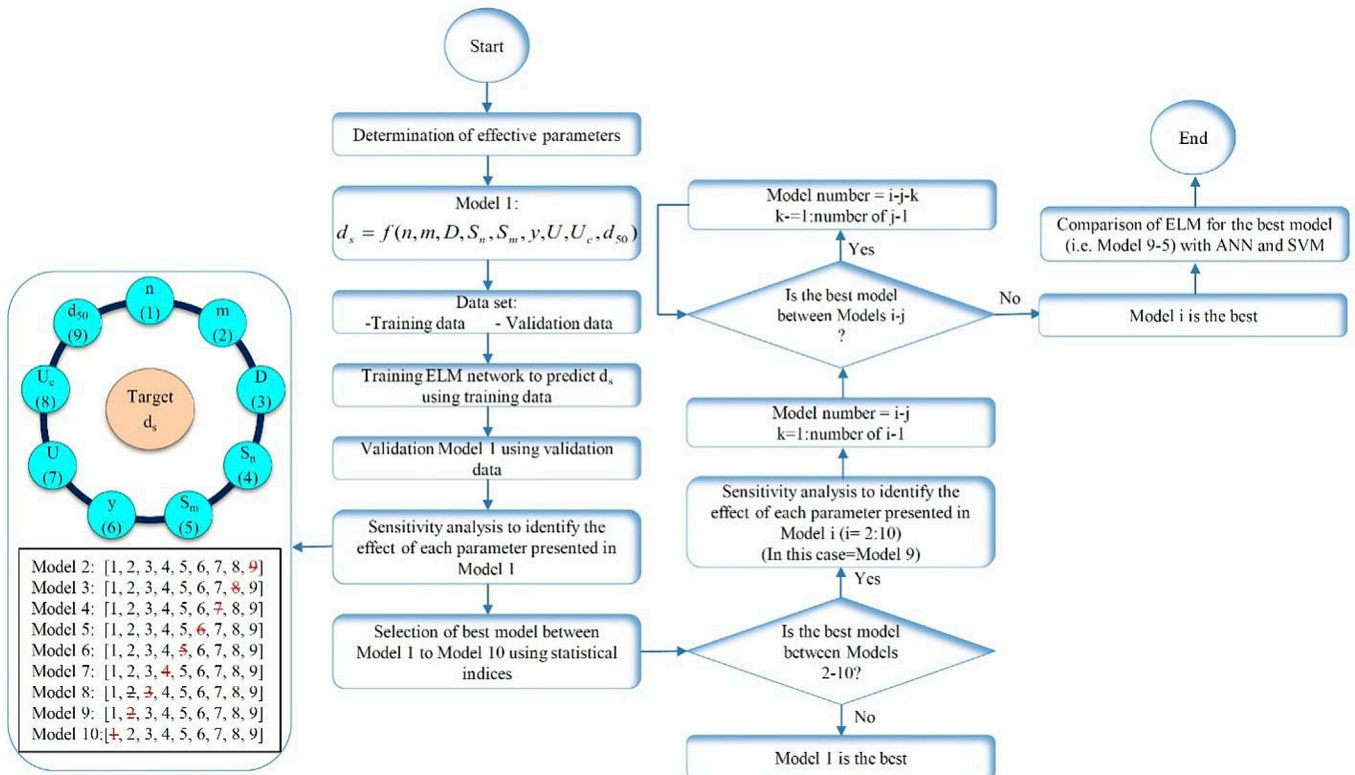 Start
Determination of effective parameters
Model 1:
d_s = f(n, m, D, S_n, S_m, y, U, U_c, d_50)
Data set:
-Training data - Validation data
Training ELM network to predict d_s
using training data
Validation Model 1 using validation
data
Sensitivity analysis to identify the
effect of each parameter presented in
Model 1
Selection of best model between
Model 1 to Model 10 using statistical
indices
n
(1)
m
(2)
D
(3)
S_n
(4)
S_m
(5)
y
(6)
U
(7)
U_c
(8)
d_50
(9)
Target
d_s
Model 2: [1, 2, 3, 4, 5, 6, 7, 8, 9]
Model 3: [1, 2, 3, 4, 5, 6, 7, 8, 9]
Model 4: [1, 2, 3, 4, 5, 6, 7, 8, 9]
Model 5: [1, 2, 3, 4, 5, 6, 7, 8, 9]
Model 6: [1, 2, 3, 4, 5, 6, 7, 8, 9]
Model 7: [1, 2, 3, 4, 5, 6, 7, 8, 9]
Model 8: [1, 2, 3, 4, 5, 6, 7, 8, 9]
Model 9: [1, 2, 3, 4, 5, 6, 7, 8, 9]
Model 10:[1, 2, 3, 4, 5, 6, 7, 8, 9]
Is the best model
between Models
2-10?
No
Model 1 is the best
Yes
Sensitivity analysis to identify the
effect of each parameter presented in
Model i (i= 2:10)
(In this case=Model 9)
Model number = i-j
k=1:number of i-1
Is the best model
between Models i-j
?
Yes
Model number = i-j-k
k-=1:number of j-1
No
Model i is the best
Comparison of ELM for the best model
(i.e. Model 9-5) with ANN and SVM
End